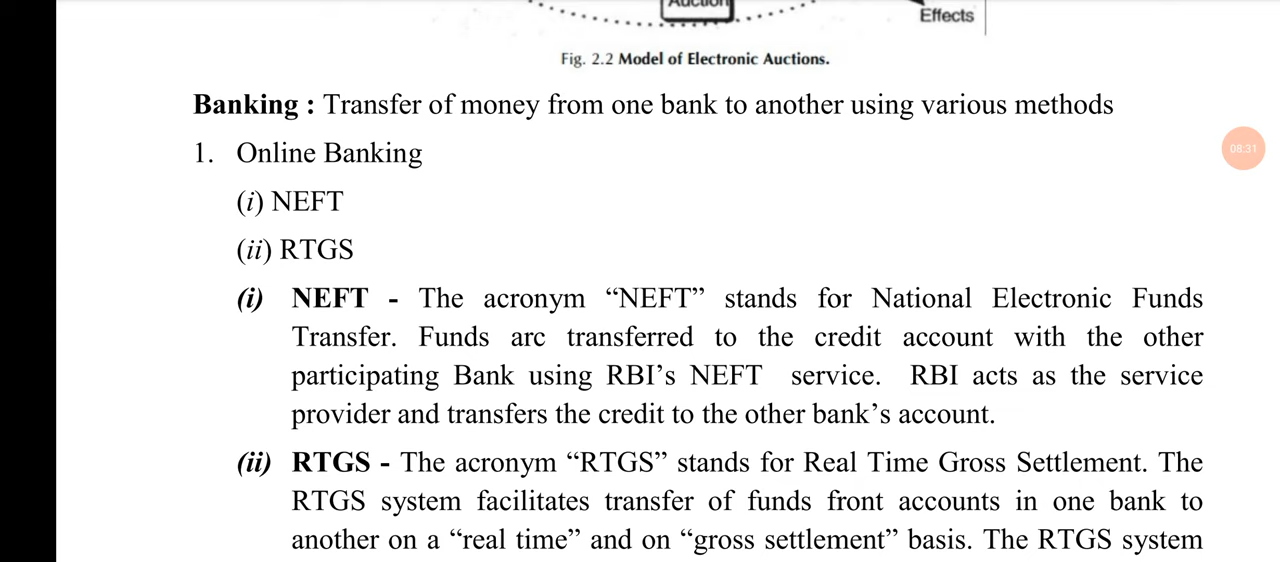 Auction
Effects
Fig. 2.2 Model of Electronic Auctions.
Banking : Transfer of money from one bank to another using various methods
08:31
1. Online Banking
(i) NEFT
(ii) RTGS
(i) NEFT - The acronym “NEFT” stands for National Electronic Funds
Transfer. Funds arc transferred to the credit account with the other
participating Bank using RBI’s NEFT service. RBI acts as the service
provider and transfers the credit to the other bank’s account.
(ii) RTGS - The acronym “RTGS” stands for Real Time Gross Settlement. The
RTGS system facilitates transfer of funds front accounts in one bank to
another on a “real time” and on “gross settlement” basis. The RTGS system